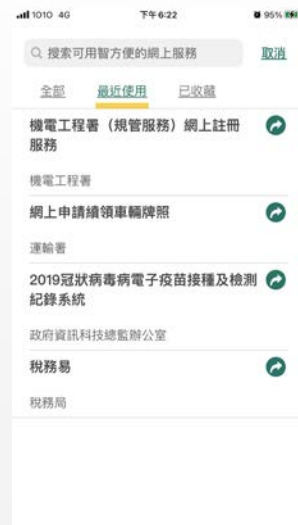 1010 4G 下午6:22 95%
搜索可用智方便的網上服務 取消
全部 最近使用 已收藏
機電工程署（規管服務）網上註冊
服務
機電工程署
網上申請續領車輛牌照
運輸署
2019冠狀病毒病電子疫苗接種及檢測
紀錄系統
政府資訊科技總監辦公室
稅務易
稅務局